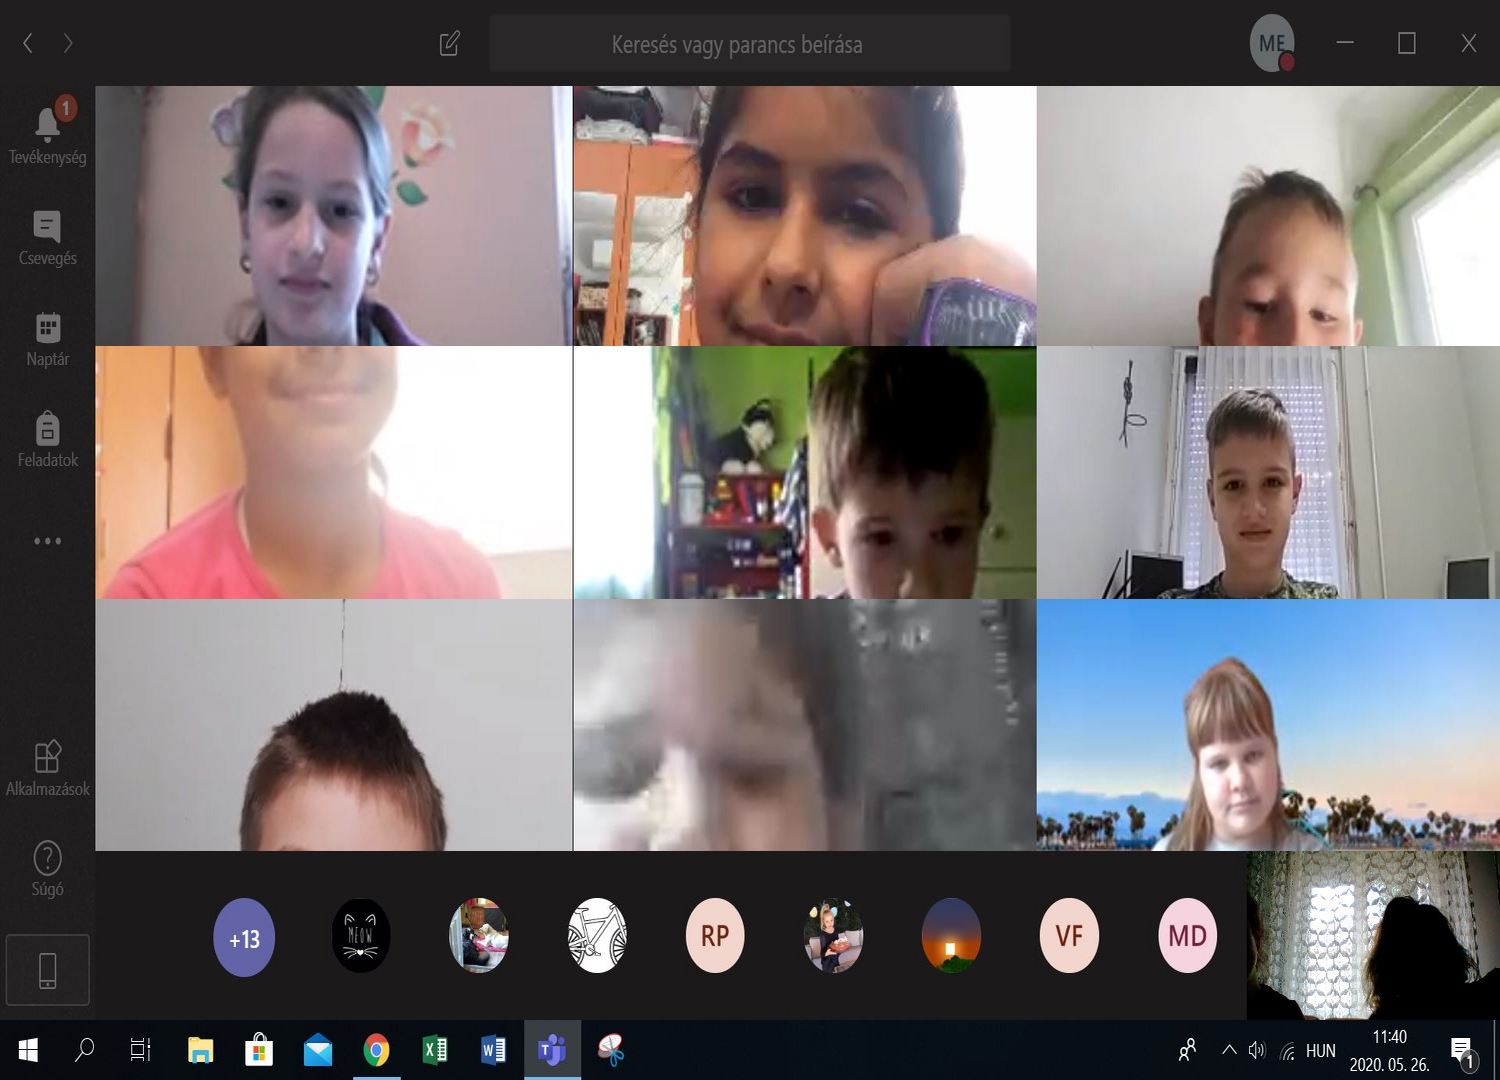 Keresés vagy parancs beírása
ME
1
Tevékenység
Csevegés
Naptár
Feladatok
Alkalmazások
Súgó
+13
MEOW
RP
VF
MD
X
W
T
HUN
11:40
2020. 05. 26.
1